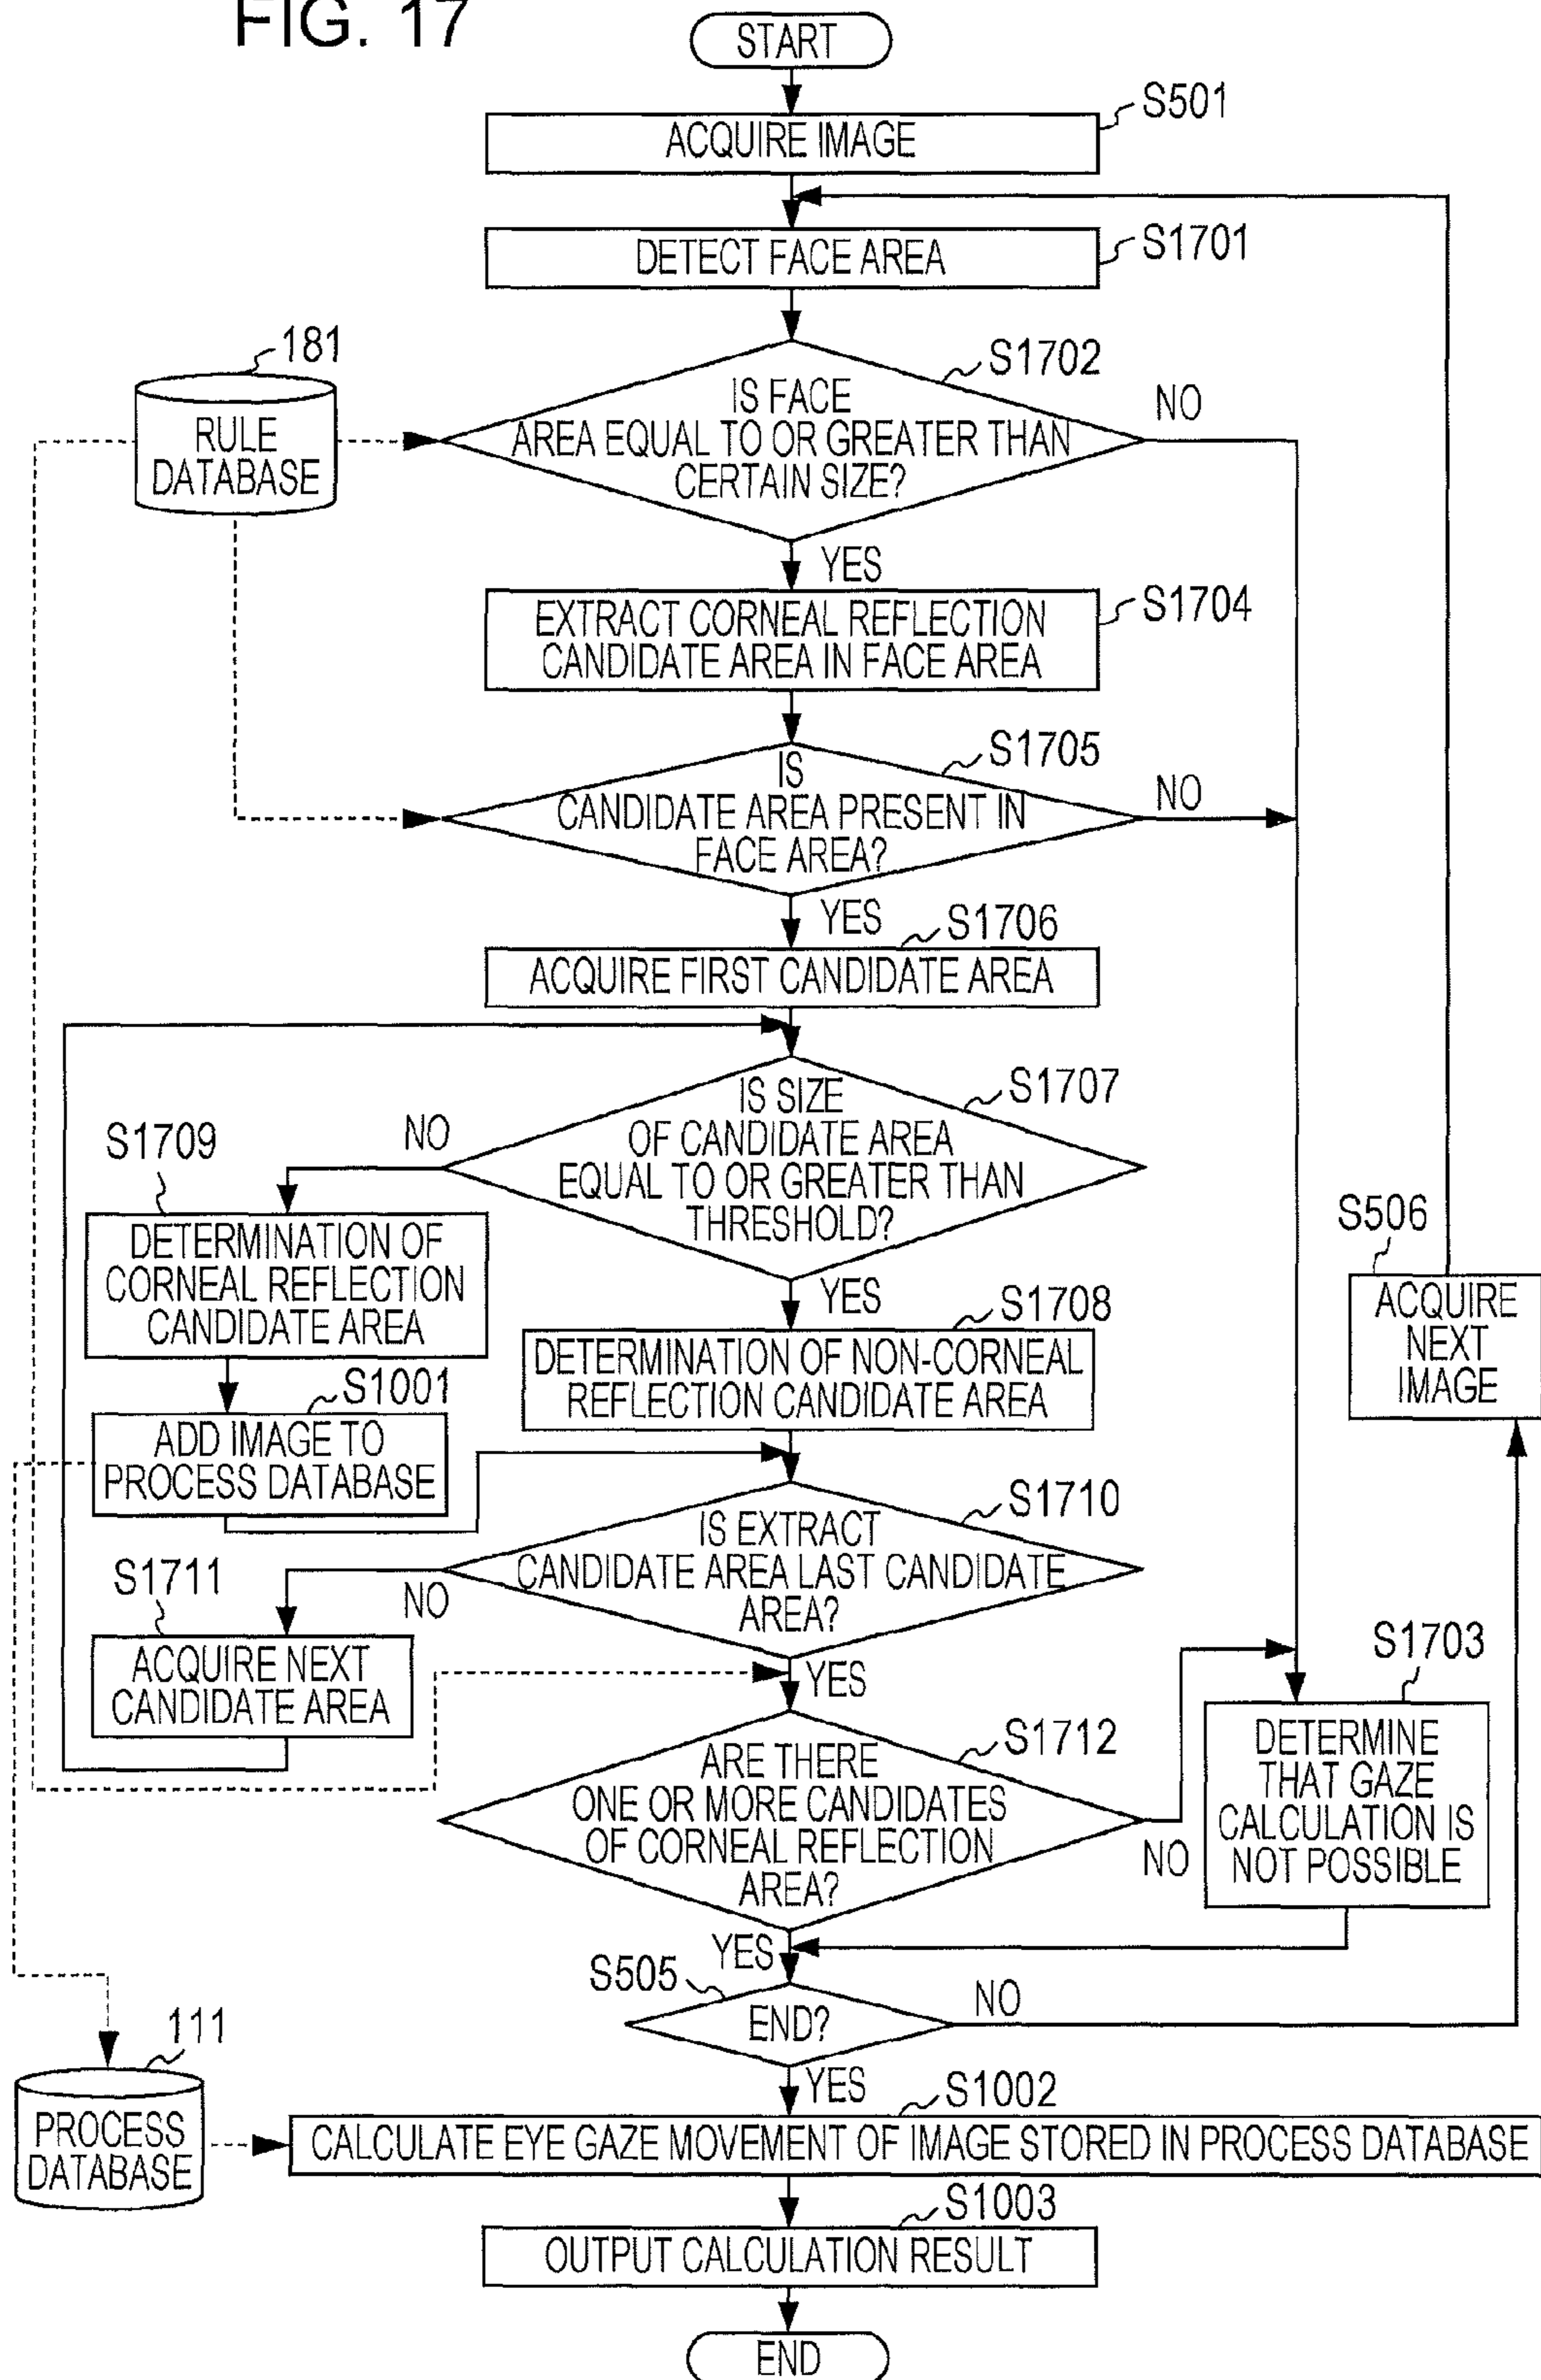 FIG. 17
START
S501
ACQUIRE IMAGE
S1701
DETECT FACE AREA
181
RULE
DATABASE
S1702
IS FACE
AREA EQUAL TO OR GREATER THAN
CERTAIN SIZE?
NO
YES
S1704
EXTRACT CORNEAL REFLECTION
CANDIDATE AREA IN FACE AREA
S1705
IS
CANDIDATE AREA PRESENT IN
FACE AREA?
NO
YES
S1706
ACQUIRE FIRST CANDIDATE AREA
S1707
IS SIZE
OF CANDIDATE AREA
EQUAL TO OR GREATER THAN
THRESHOLD?
NO
YES
S1709
DETERMINATION OF
CORNEAL REFLECTION
CANDIDATE AREA
S1708
DETERMINATION OF NON-CORNEAL
REFLECTION CANDIDATE AREA
S506
ACQUIRE
NEXT
IMAGE
S1001
ADD IMAGE TO
PROCESS DATABASE
S1710
IS EXTRACT
CANDIDATE AREA LAST CANDIDATE
AREA?
NO
YES
S1711
ACQUIRE NEXT
CANDIDATE AREA
S1712
ARE THERE
ONE OR MORE CANDIDATES
OF CORNEAL REFLECTION
AREA?
NO
YES
S1703
DETERMINE
THAT GAZE
CALCULATION IS
NOT POSSIBLE
S505
END?
NO
YES
111
PROCESS
DATABASE
S1002
CALCULATE EYE GAZE MOVEMENT OF IMAGE STORED IN PROCESS DATABASE
S1003
OUTPUT CALCULATION RESULT
END